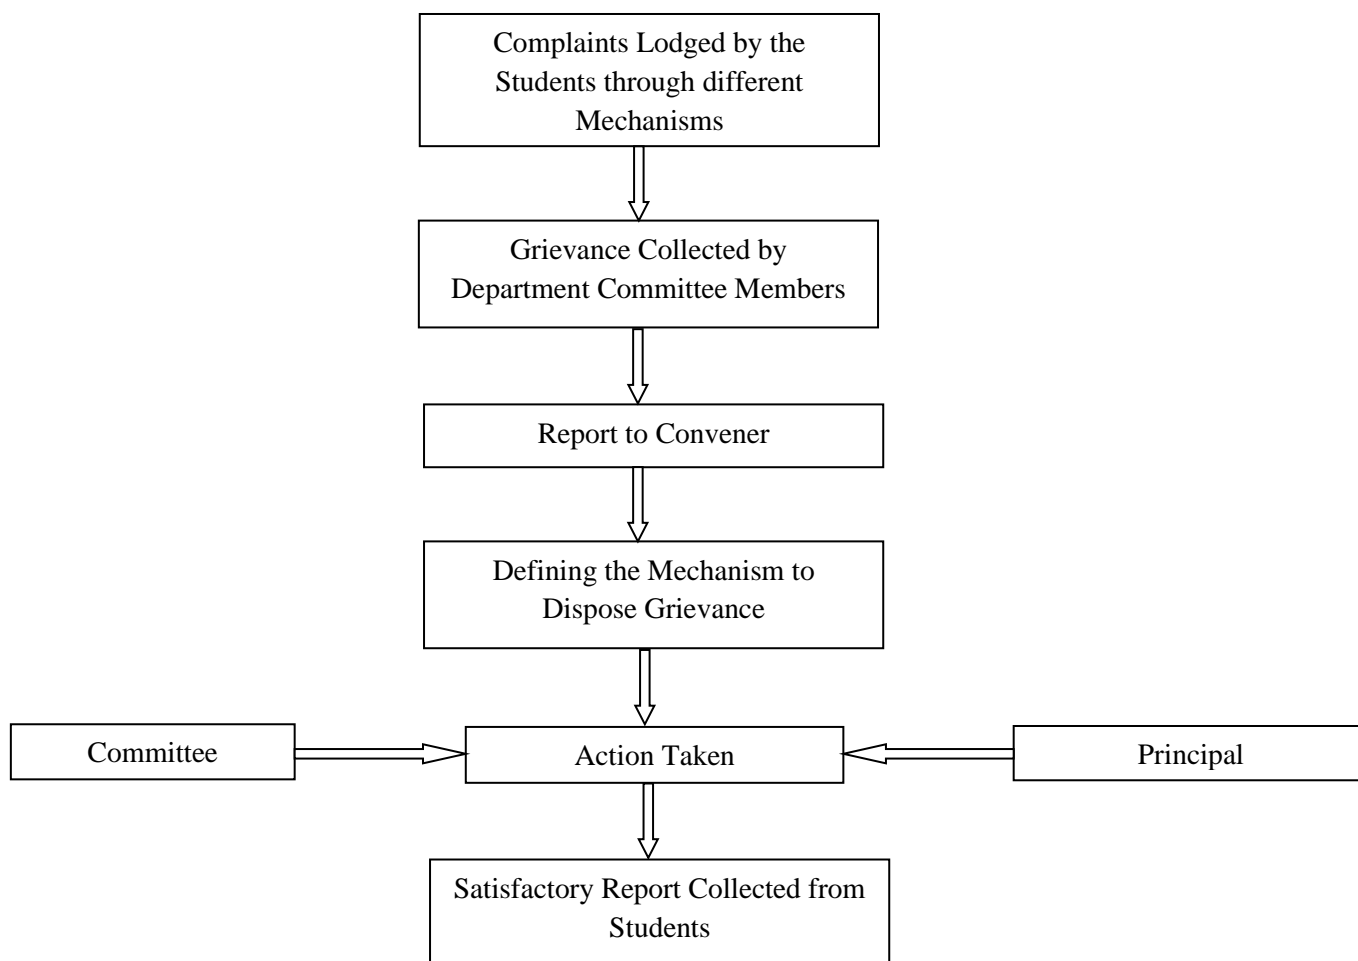 Complaints Lodged by the
Students through different
Mechanisms
Grievance Collected by
Department Committee Members
Report to Convener
Defining the Mechanism to
Dispose Grievance
Committee
Action Taken
Principal
Satisfactory Report Collected from
Students